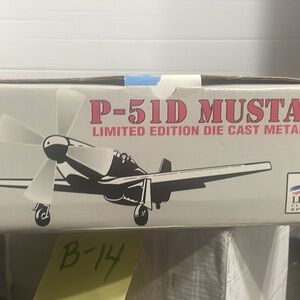 P-51D MUSTA
LIMITED EDITION DIE CAST METAL
B-14